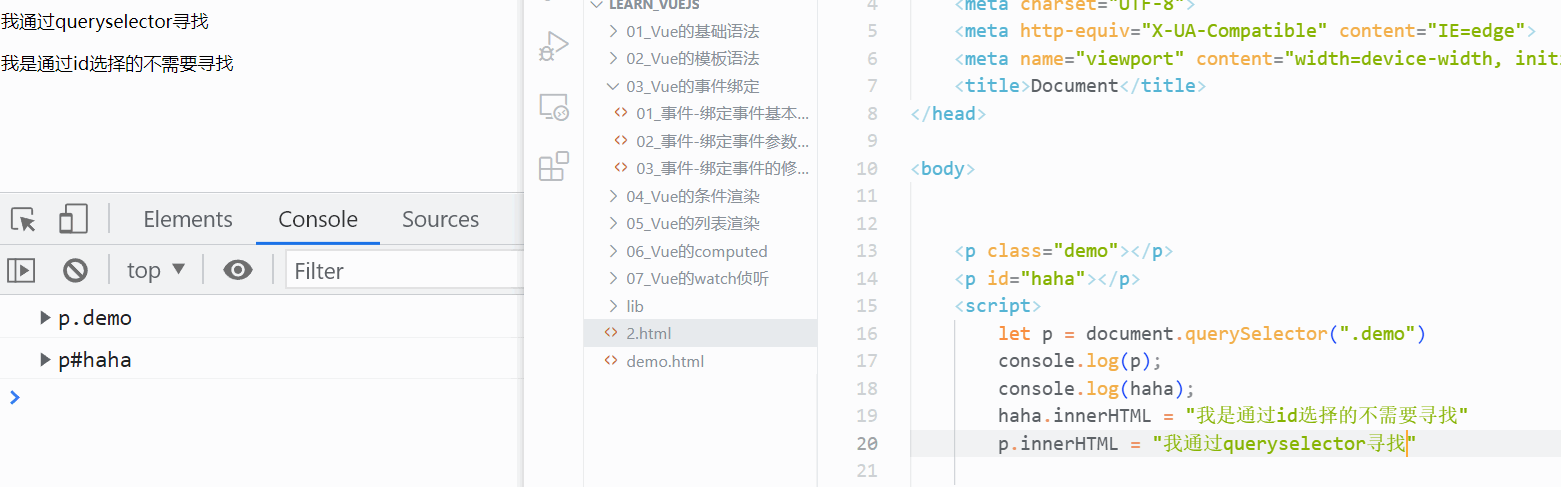 我通过queryselector寻找
我是通过id选择的不需要寻找
Elements Console Sources
top Filter
p.demo
p#haha
LEARN_VUEJS
01_Vue的基础语法
02_Vue的模板语法
03_Vue的事件绑定
01_事件-绑定事件基本...
02_事件-绑定事件参数...
03_事件-绑定事件的修...
04_Vue的条件渲染
05_Vue的列表渲染
06_Vue的computed
07_Vue的watch侦听
lib
2.html
demo.html
4 <meta charset="UTF-8">
5 <meta http-equiv="X-UA-Compatible" content="IE=edge">
6 <meta name="viewport" content="width=device-width, initi
7 <title>Document</title>
8 </head>
9
10 <body>
11
12
13 <p class="demo"></p>
14 <p id="haha"></p>
15 <script>
16 let p = document.querySelector(".demo")
17 console.log(p);
18 console.log(haha);
19 haha.innerHTML = "我是通过id选择的不需要寻找"
20 p.innerHTML = "我通过queryselector寻找"
21